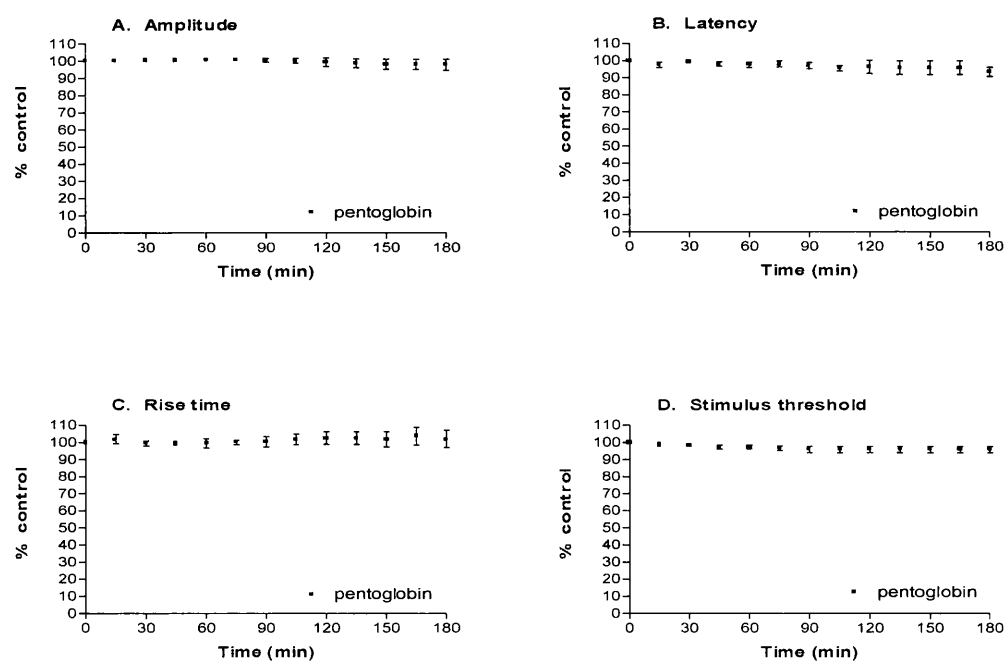 A. Amplitude
110
100
90
80
70
60
50
40
30
20
10
0
% control
pentoglobin
0 30 60 90 120 150 180
Time (min)
B. Latency
110
100
90
80
70
60
50
40
30
20
10
0
% control
pentoglobin
0 30 60 90 120 150 180
Time (min)
C. Rise time
110
100
90
80
70
60
50
40
30
20
10
0
% control
pentoglobin
0 30 60 90 120 150 180
Time (min)
D. Stimulus threshold
110
100
90
80
70
60
50
40
30
20
10
0
% control
pentoglobin
0 30 60 90 120 150 180
Time (min)